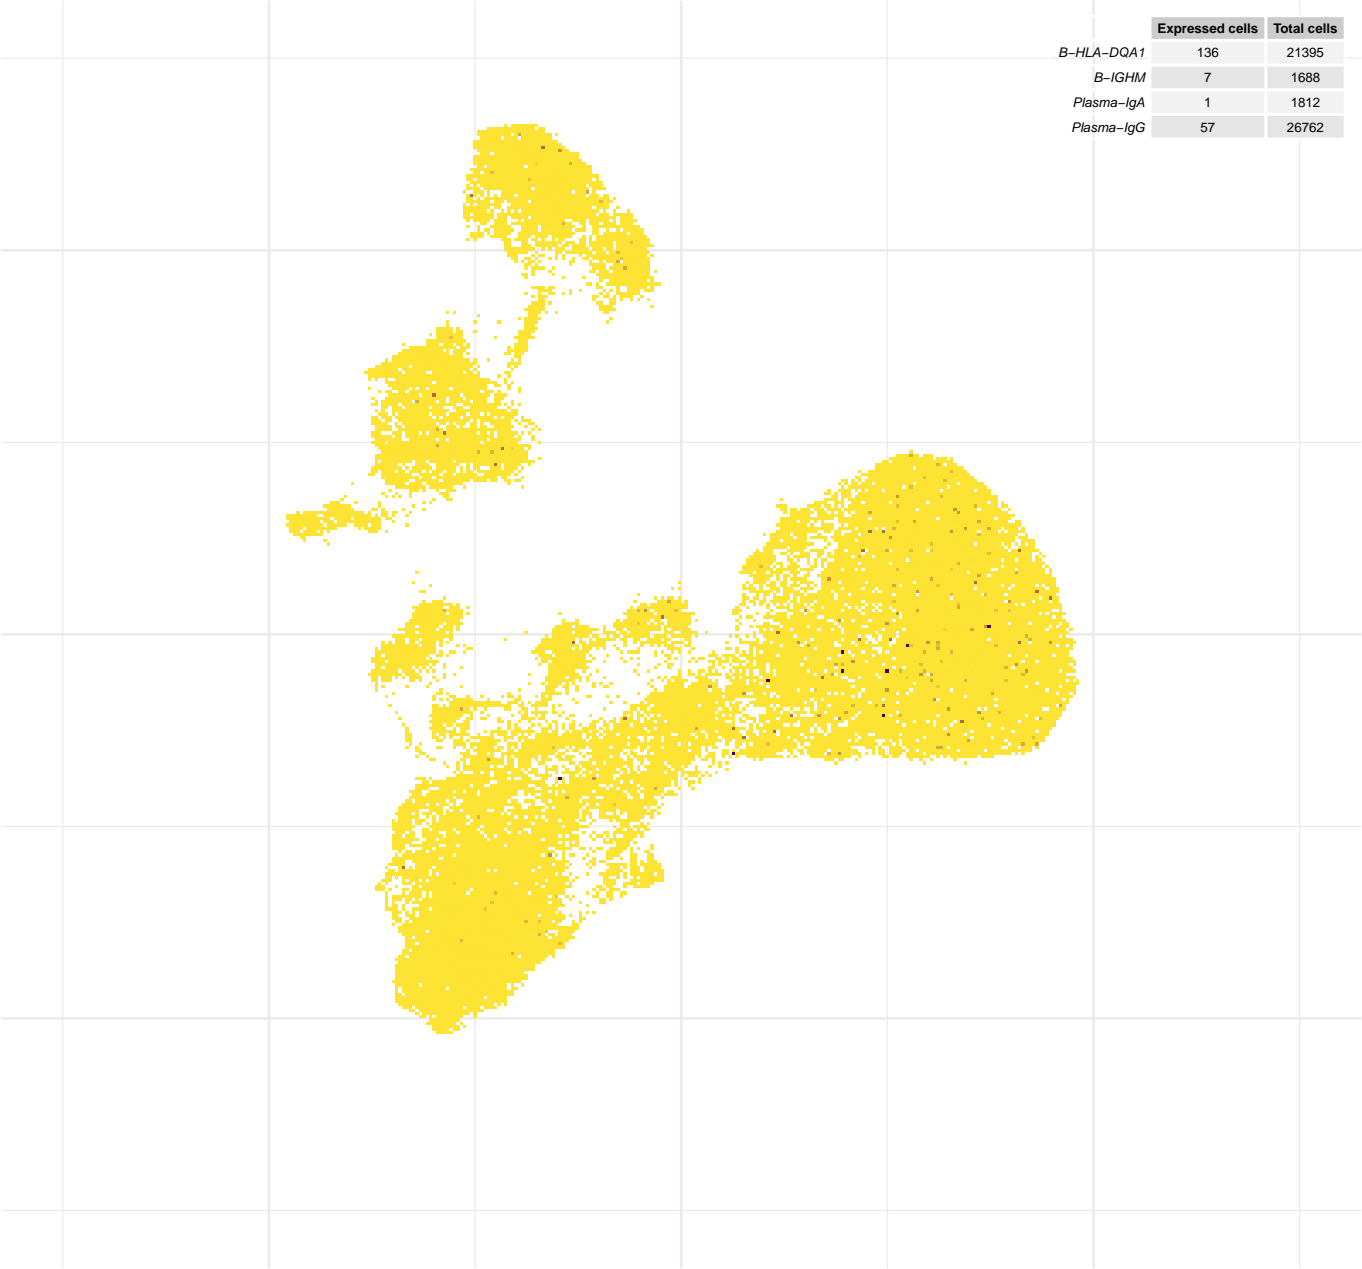 Expressed cells Total cells
B−HLA−DQA1 136 21395
B−IGHM 7 1688
Plasma−IgA 1 1812
Plasma−IgG 57 26762